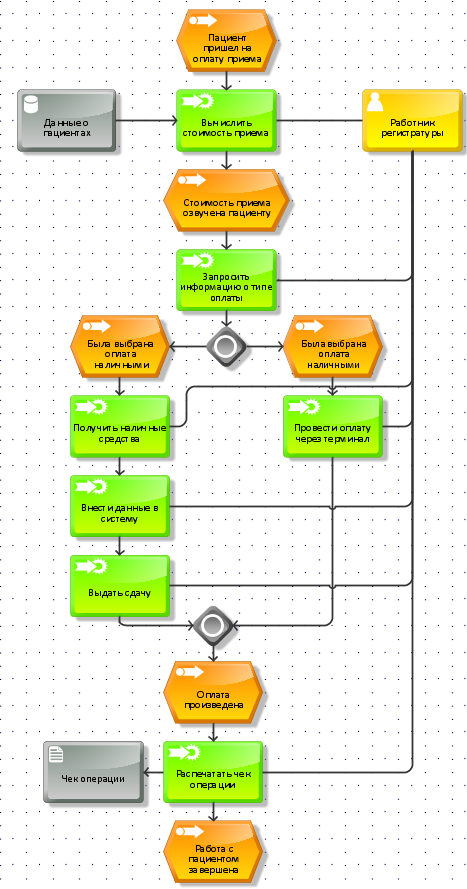 Пациент
пришел на
оплату приема
Данные о
пациентах
Вычислить
стоимость приема
Работник
регистратуры
Стоимость приема
озвучена пациенту
Запросить
информацию о типе
оплаты
Была выбрана
оплата
наличными
Была выбрана
оплата
наличными
Получить наличные
средства
Провести оплату
через терминал
Внести данные в
систему
Выдать сдачу
Оплата
произведена
Чек операции
Распечатать чек
операции
Работа с
пациентом
завершена